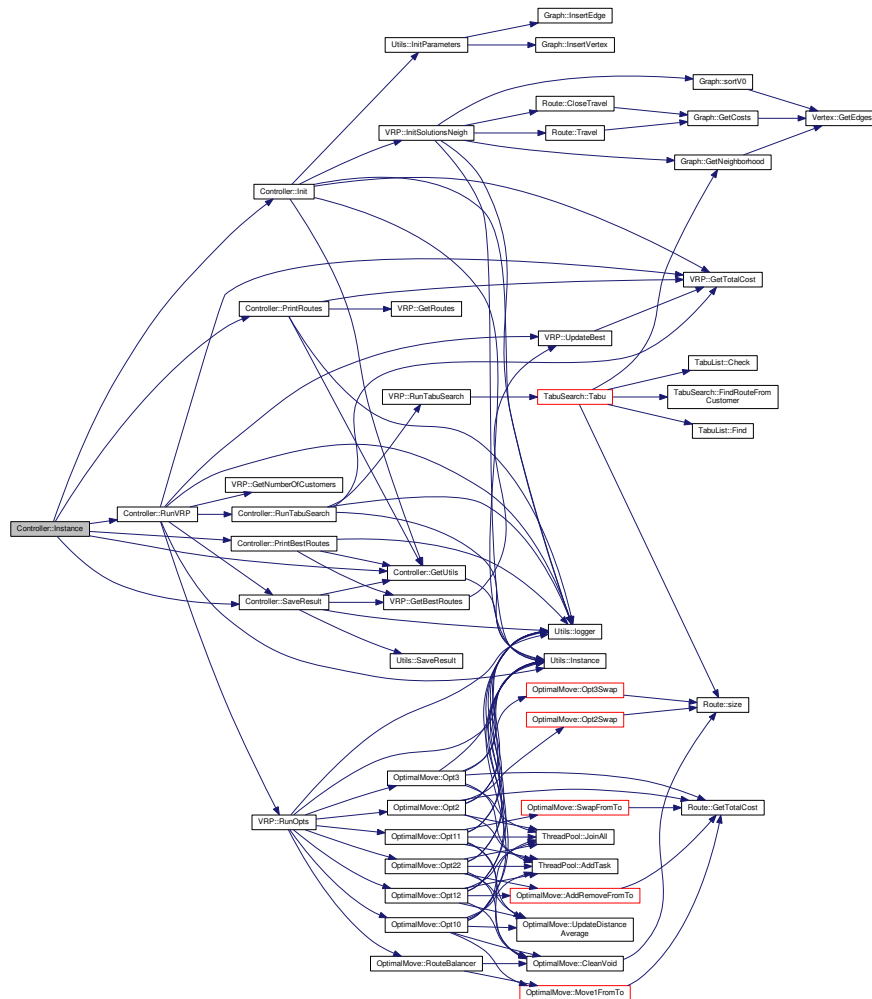 Graph::InsertEdge
Utils::InitParameters
Graph::InsertVertex
Graph::sortV0
Route::CloseTravel
Graph::GetCosts
Vertex::GetEdges
VRP::InitSolutionsNeigh
Route::Travel
Graph::GetNeighborhood
Controller::Init
VRP::GetTotalCost
Controller::PrintRoutes
VRP::GetRoutes
VRP::UpdateBest
TabuList::Check
VRP::RunTabuSearch
TabuSearch::Tabu
TabuSearch::FindRouteFrom
Customer
TabuList::Find
VRP::GetNumberOfCustomers
Controller::Instance
Controller::RunVRP
Controller::RunTabuSearch
Controller::PrintBestRoutes
Controller::GetUtils
Controller::SaveResult
VRP::GetBestRoutes
Utils::logger
Utils::SaveResult
Utils::Instance
OptimalMove::Opt3Swap
Route::size
OptimalMove::Opt2Swap
OptimalMove::Opt3
OptimalMove::Opt2
OptimalMove::SwapFromTo
Route::GetTotalCost
VRP::RunOpts
OptimalMove::Opt11
ThreadPool::JoinAll
OptimalMove::Opt22
ThreadPool::AddTask
OptimalMove::Opt12
OptimalMove::AddRemoveFromTo
OptimalMove::Opt10
OptimalMove::UpdateDistance
Average
OptimalMove::RouteBalancer
OptimalMove::CleanVoid
OptimalMove::Move1FromTo